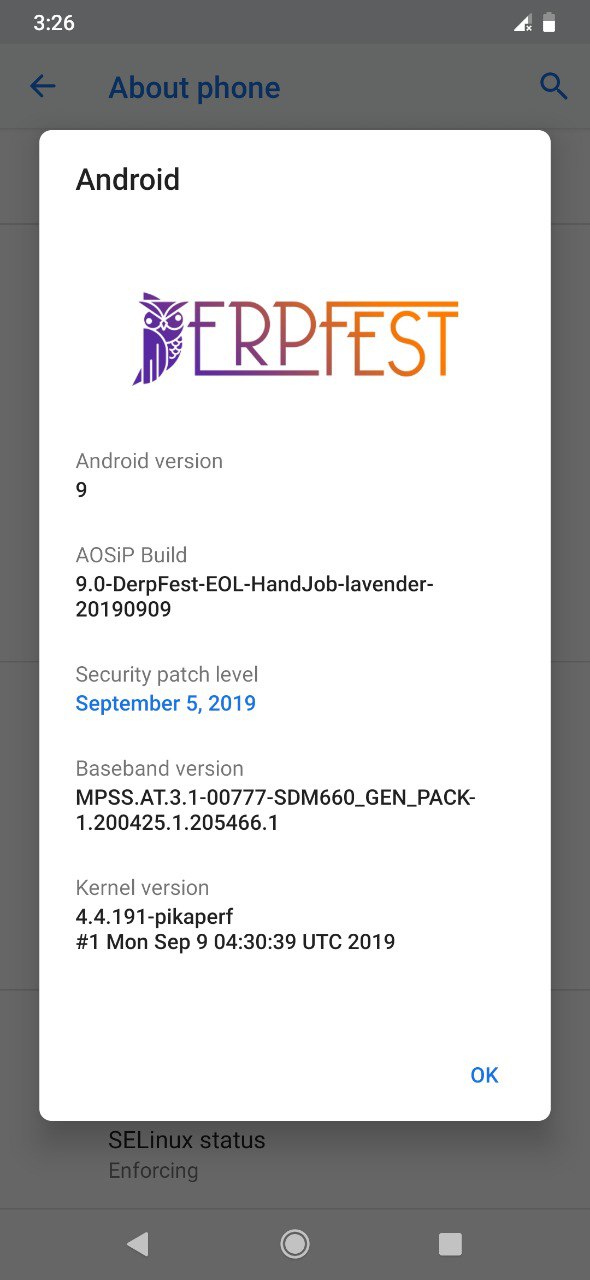 3:26
About phone
Android
DERPFEST
Android version
9
AOSiP Build
9.0-DerpFest-EOL-HandJob-lavender-
20190909
Security patch level
September 5, 2019
Baseband version
MPSS.AT.3.1-00777-SDM660_GEN_PACK-
1.200425.1.205466.1
Kernel version
4.4.191-pikaperf
#1 Mon Sep 9 04:30:39 UTC 2019
OK
SELinux status
Enforcing